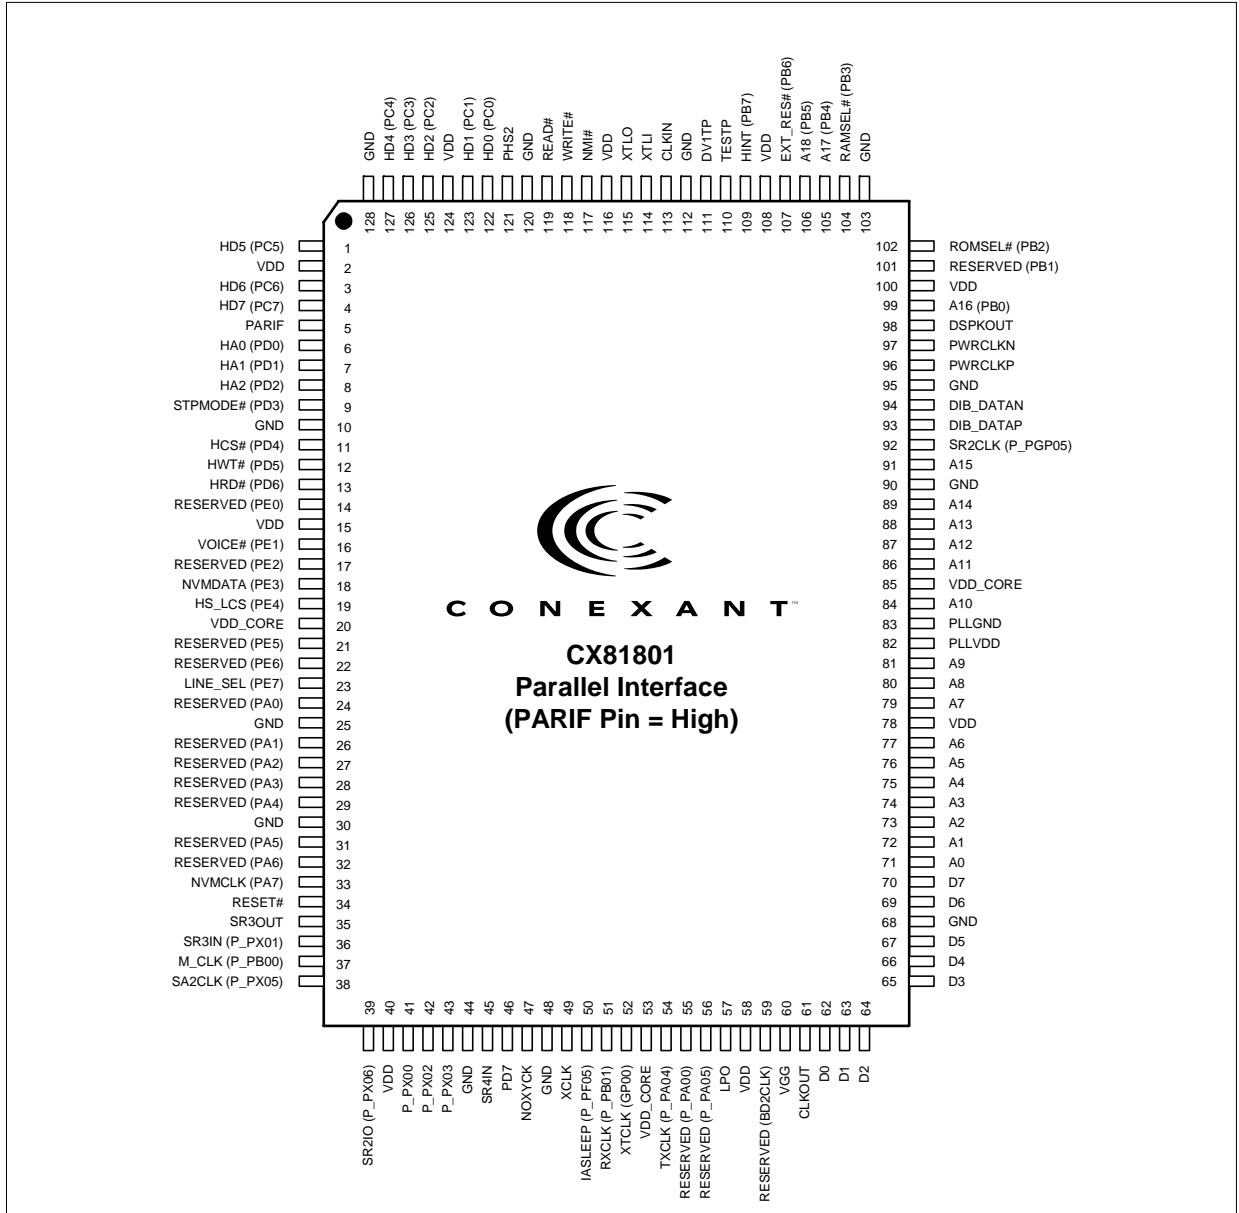 GND
HD4 (PC4)
HD3 (PC3)
HD2 (PC2)
VDD
HD1 (PC1)
HD0 (PC0)
PHS2
GND
READ#
WRITE#
NMI#
VDD
XTLO
XTLI
CLKIN
GND
DV1TP
TESTP
HINT (PB7)
VDD
EXT_RES# (PB6)
A18 (PB5)
A17 (PB4)
RAMSEL# (PB3)
GND
128
127
126
125
124
123
122
121
120
119
118
117
116
115
114
113
112
111
110
109
108
107
106
105
104
103
HD5 (PC5) 1
VDD 2
HD6 (PC6) 3
HD7 (PC7) 4
PARIF 5
HA0 (PD0) 6
HA1 (PD1) 7
HA2 (PD2) 8
STPMODE# (PD3) 9
GND 10
HCS# (PD4) 11
HWT# (PD5) 12
HRD# (PD6) 13
RESERVED (PE0) 14
VDD 15
VOICE# (PE1) 16
RESERVED (PE2) 17
NVMDATA (PE3) 18
HS_LCS (PE4) 19
VDD_CORE 20
RESERVED (PE5) 21
RESERVED (PE6) 22
LINE_SEL (PE7) 23
RESERVED (PA0) 24
GND 25
RESERVED (PA1) 26
RESERVED (PA2) 27
RESERVED (PA3) 28
RESERVED (PA4) 29
GND 30
RESERVED (PA5) 31
RESERVED (PA6) 32
NVMCLK (PA7) 33
RESET# 34
SR3OUT 35
SR3IN (P_PX01) 36
M_CLK (P_PB00) 37
SA2CLK (P_PX05) 38
CONEXANT™
CX81801
Parallel Interface
(PARIF Pin = High)
102 ROMSEL# (PB2)
101 RESERVED (PB1)
100 VDD
99 A16 (PB0)
98 DSPKOUT
97 PWRCLKN
96 PWRCLKP
95 GND
94 DIB_DATAN
93 DIB_DATAP
92 SR2CLK (P_PGP05)
91 A15
90 GND
89 A14
88 A13
87 A12
86 A11
85 VDD_CORE
84 A10
83 PLLGND
82 PLLVDD
81 A9
80 A8
79 A7
78 VDD
77 A6
76 A5
75 A4
74 A3
73 A2
72 A1
71 A0
70 D7
69 D6
68 GND
67 D5
66 D4
65 D3
39
40
41
42
43
44
45
46
47
48
49
50
51
52
53
54
55
56
57
58
59
60
61
62
63
64
SR2IO (P_PX06)
VDD
P_PX00
P_PX02
P_PX03
GND
SR4IN
PD7
NOXYCK
GND
XCLK
IASLEEP (P_PF05)
RXCLK (P_PB01)
XTCLK (GP00)
VDD_CORE
TXCLK (P_PA04)
RESERVED (P_PA00)
RESERVED (P_PA05)
LPO
VDD
RESERVED (BD2CLK)
VGG
CLKOUT
D0
D1
D2